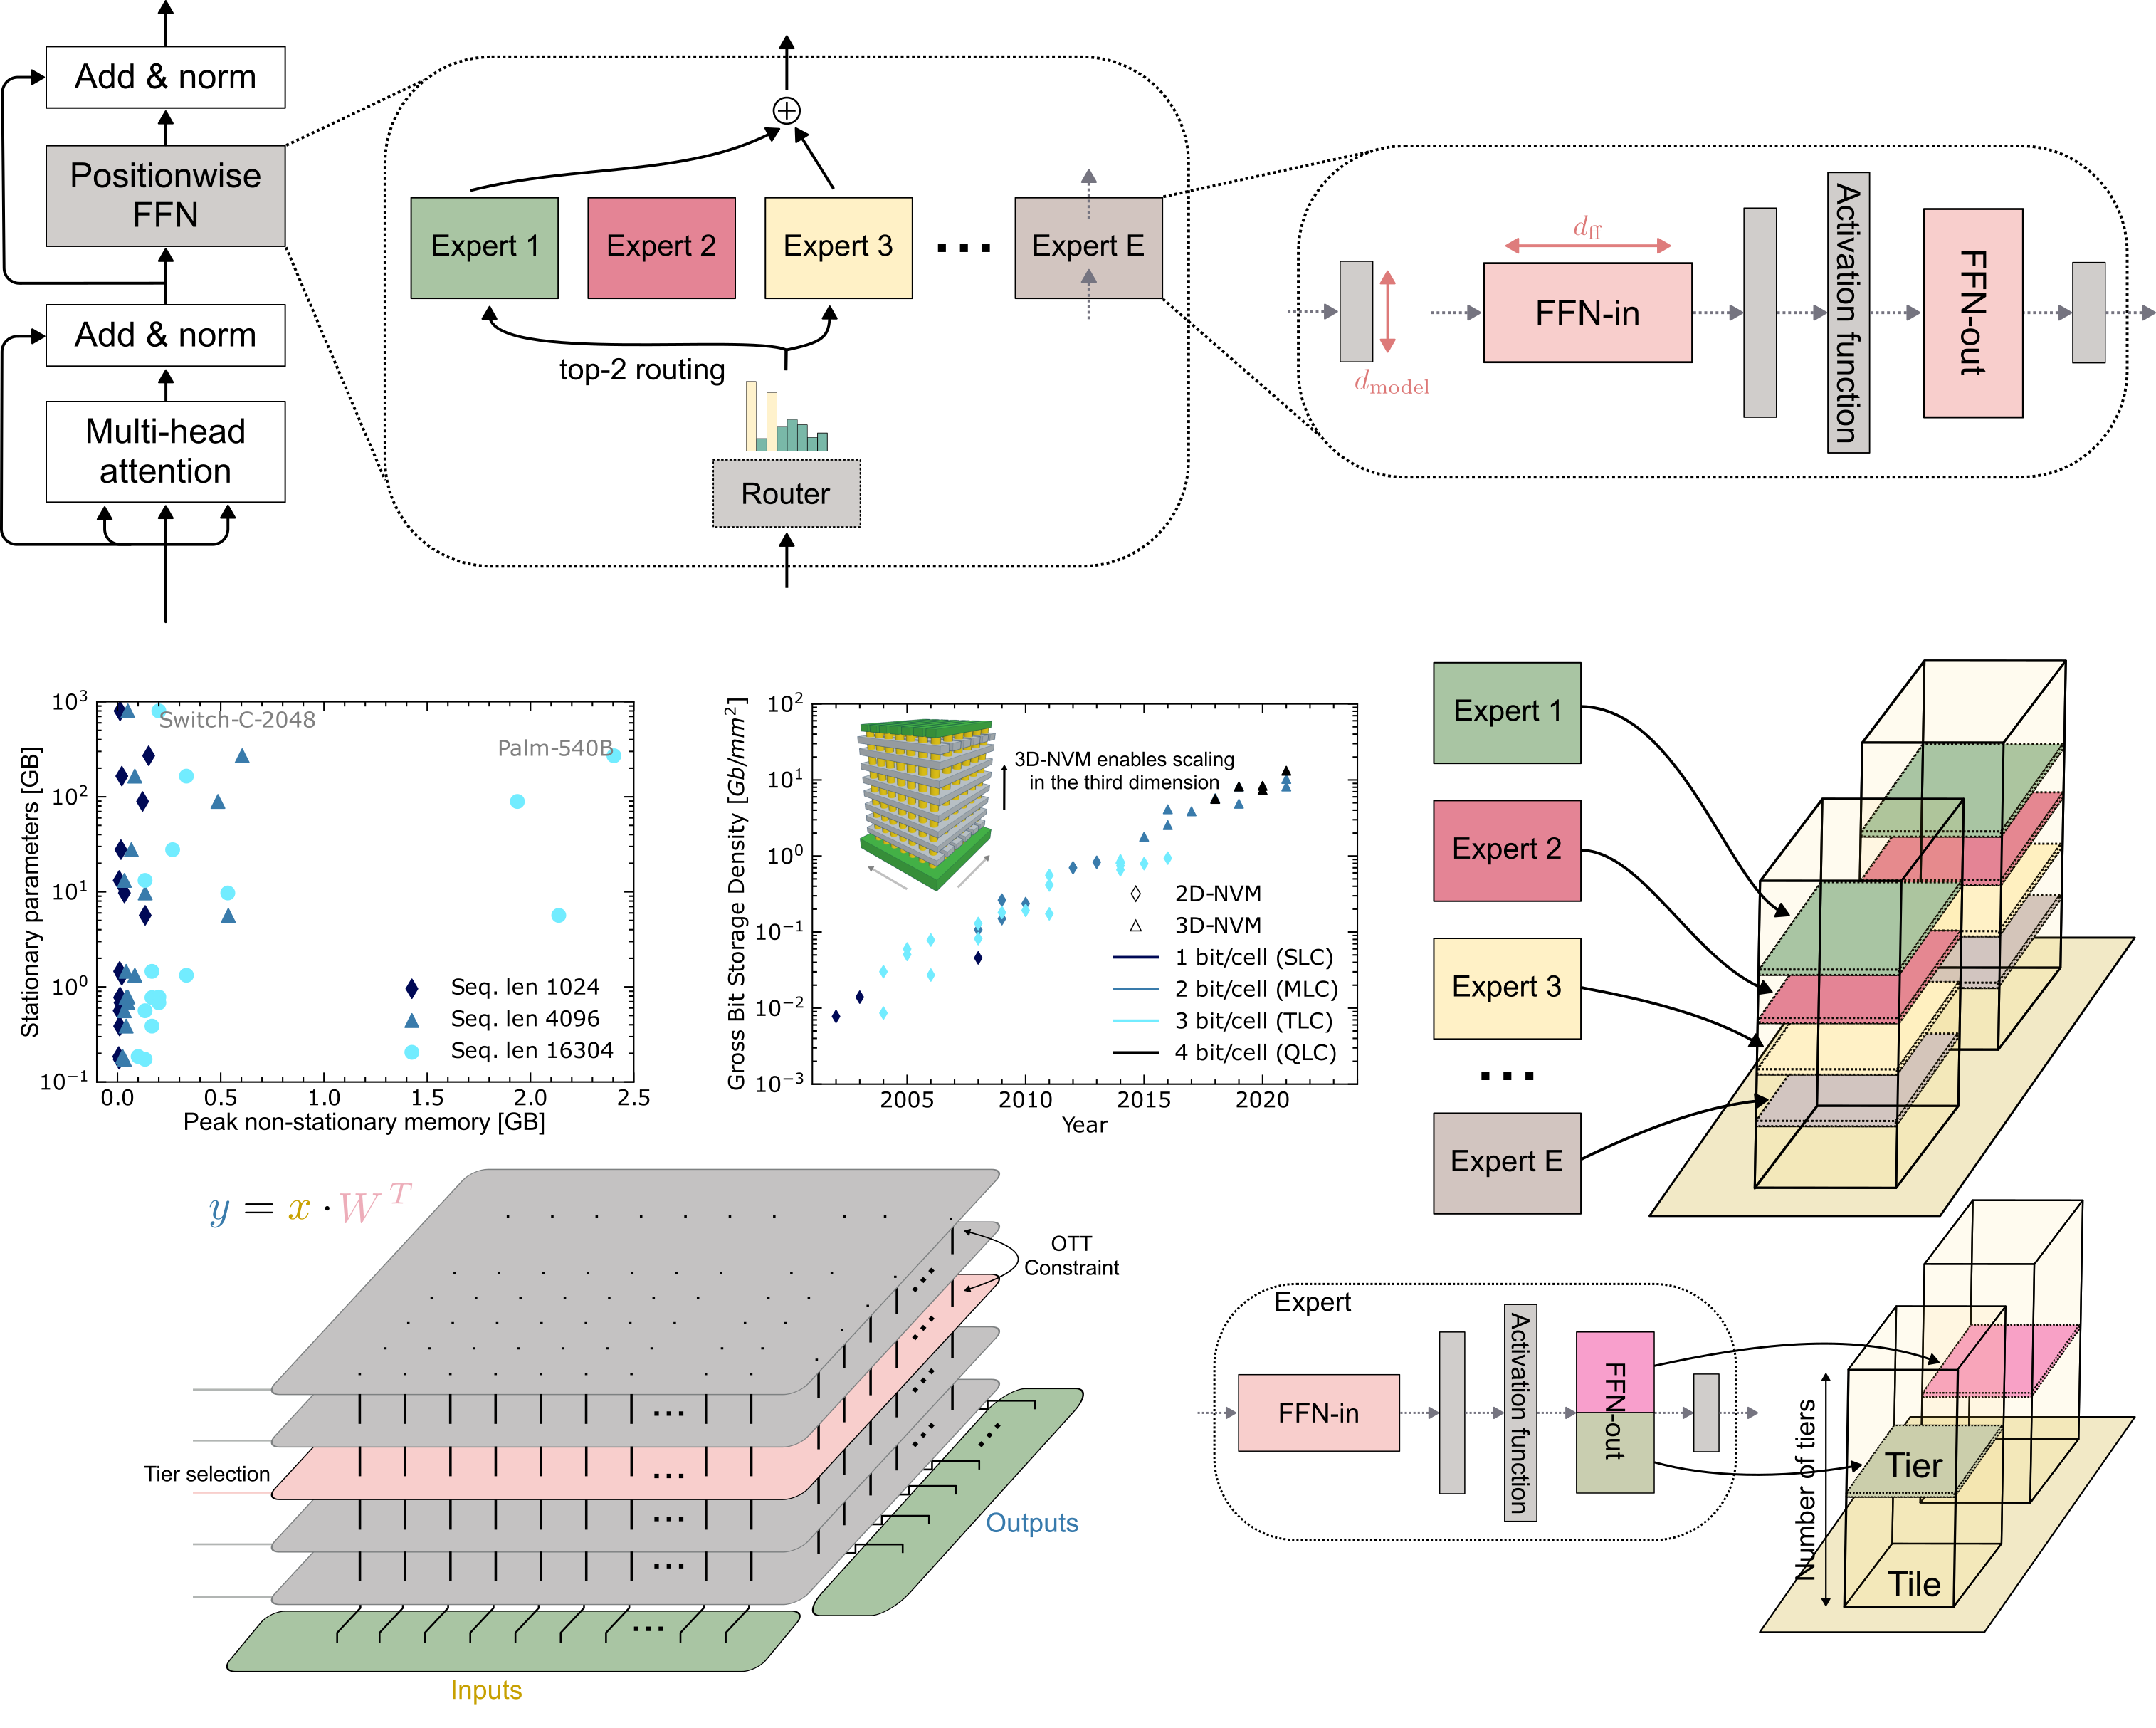 Add & norm
Positionwise
FFN
Add & norm
Multi-head
attention
Expert 1
Expert 2
Expert 3
...
Expert E
top-2 routing
Router
d_model
d_ff
FFN-in
Activation function
FFN-out
Stationary parameters [GB]
10^3
10^2
10^1
10^0
10^-1
Switch-C-2048
Palm-540B
Seq. len 1024
Seq. len 4096
Seq. len 16304
0.0 0.5 1.0 1.5 2.0 2.5
Peak non-stationary memory [GB]
Gross Bit Storage Density [Gb/mm^2]
10^2
10^1
10^0
10^-1
10^-2
10^-3
3D-NVM enables scaling
in the third dimension
2D-NVM
3D-NVM
1 bit/cell (SLC)
2 bit/cell (MLC)
3 bit/cell (TLC)
4 bit/cell (QLC)
2005 2010 2015 2020
Year
Expert 1
Expert 2
Expert 3
...
Expert E
y = x · W^T
OTT
Constraint
Tier selection
Outputs
Inputs
Expert
FFN-in
Activation function
FFN-out
Number of tiers
Tier
Tile